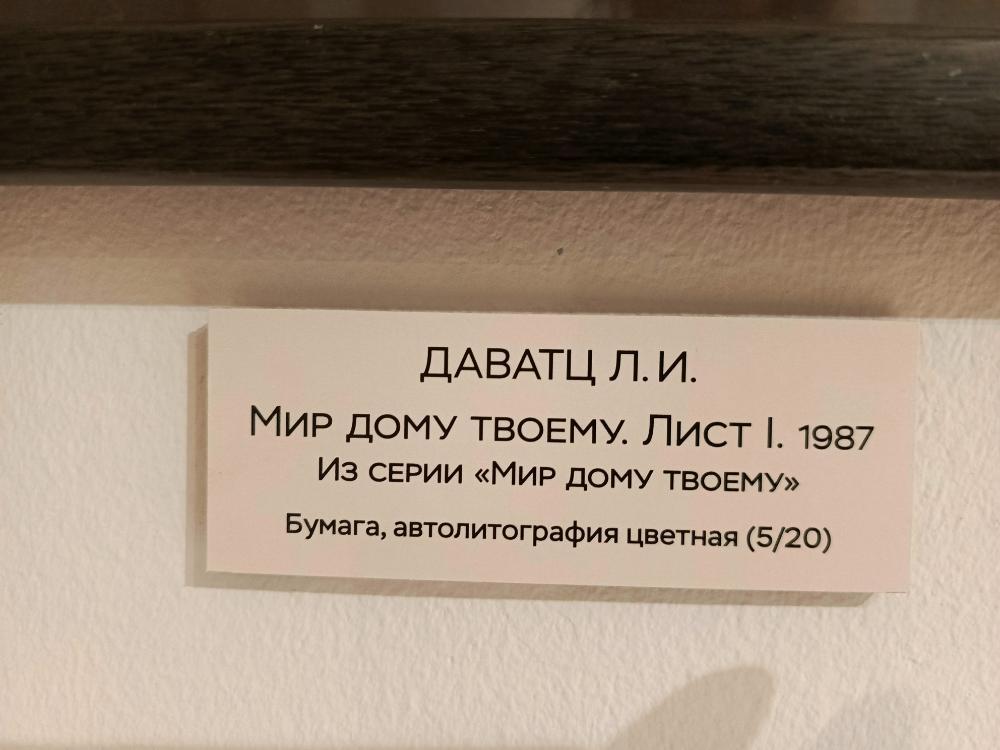 ДАВАТЦ Л. И.
Мир дому твоему. Лист I. 1987
Из серии «Мир дому твоему»
Бумага, автолитография цветная (5/20)